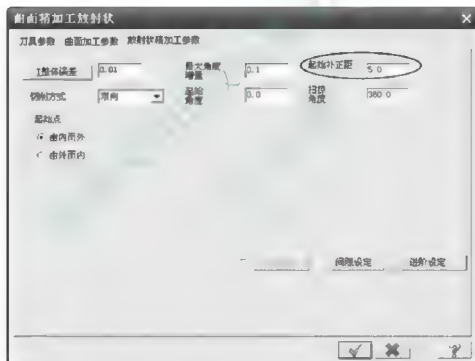 曲面精加工放射状
刀具参数 曲面加工参数 放射状精加工参数
T整体误差 0.01 最大角度增量 0.1 起始补正距 5.0
切削方式 双向 起始角度 0.0 扫掠角度 360.0
起始点
由内而外
由外而内
间隙设定 进阶设定